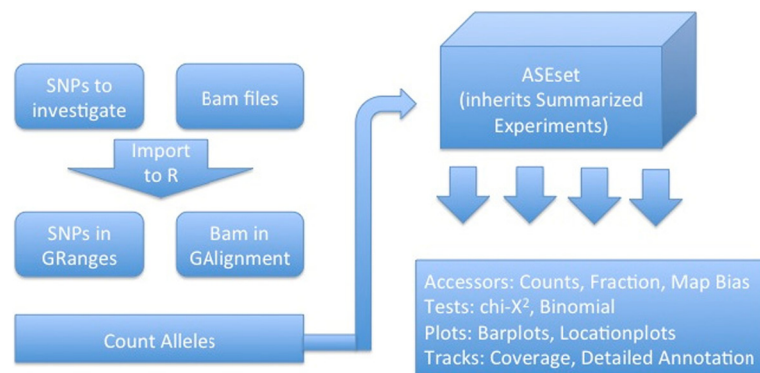 SNPs to
investigate
Bam files
Import
to R
SNPs in
GRanges
Bam in
GAlignment
Count Alleles
ASEset
(inherits Summarized
Experiments)
Accessors: Counts, Fraction, Map Bias
Tests: chi-X², Binomial
Plots: Barplots, Locationplots
Tracks: Coverage, Detailed Annotation